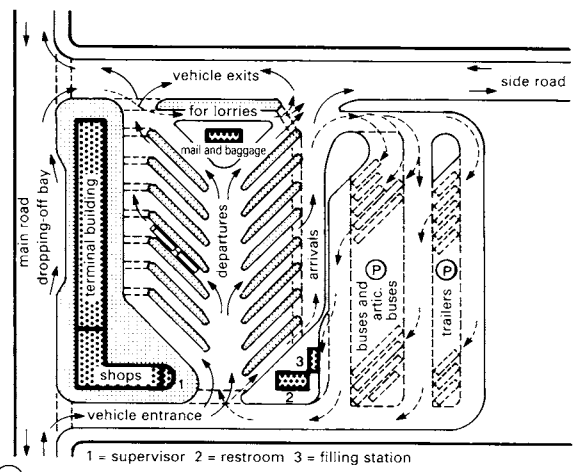 vehicle exits
side road
for lorries
mail and baggage
main road
dropping-off bay
terminal building
departures
arrivals
P
buses and
artic.
buses
P
trailers
shops
1
3
2
vehicle entrance
1 = supervisor 2 = restroom 3 = filling station